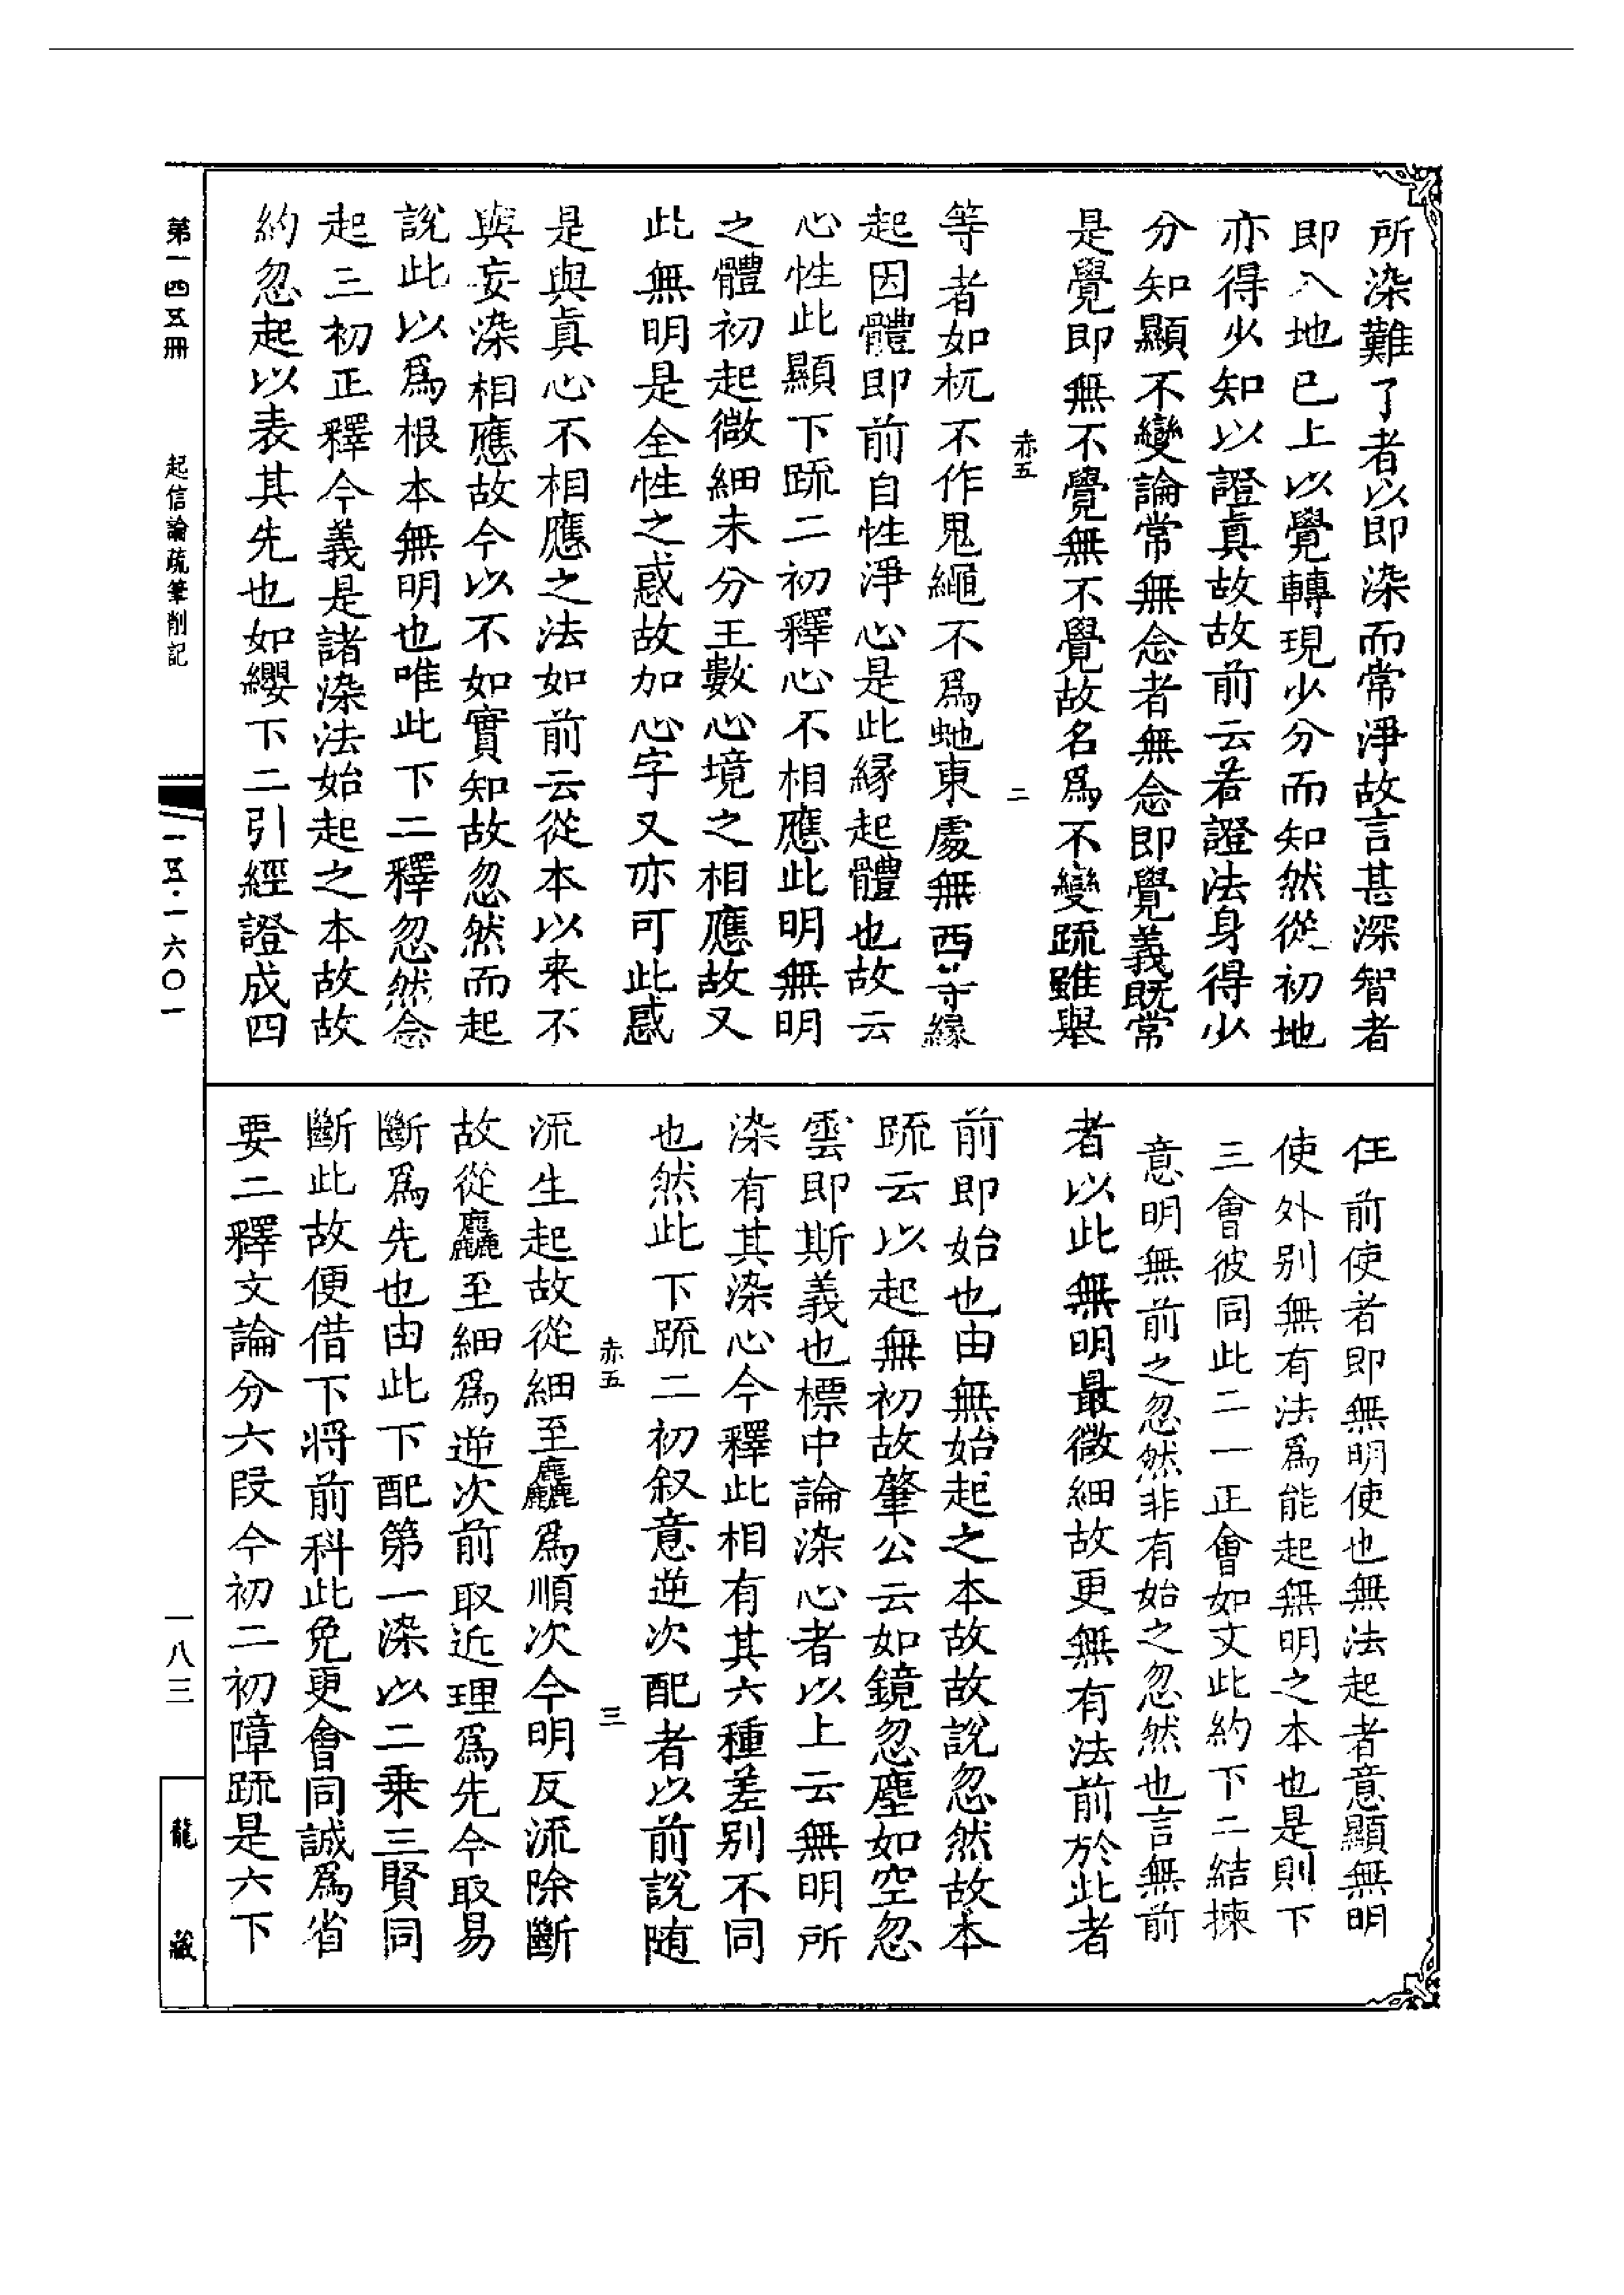 所染難了者以即染而常淨故言甚深智者
即入地已上以覺轉現少分而知然從初地
亦得少知以證真故故前云若證法身得少
分知顯不變論常無念者無念即覺義既常
是覺即無不覺無不覺故名爲不變疏雖舉
赤五 二
等者如杌不作鬼繩不爲虵東處無西等緣
起因體即前自性淨心是此緣起體也故云
心性此顯下疏二初釋心不相應此明無明
之體初起微細未分王數心境之相應故又
此無明是全性之惑故加心字又亦可此惑
是與真心不相應之法如前云從本以来不
與妄染相應故今以不如實知故忽然而起
說此以爲根本無明也唯此下二釋忽然念
起三初正釋今義是諸染法始起之本故故
約忽起以表其先也如纓下二引經證成四
住前使者即無明使也無法起者意顯無明
使外別無有法爲能起無明之本也是則下
三會彼同此二一正會如文此約下二結揀
意明無前之忽然非有始之忽然也言無前
者以此無明最微細故更無有法前於此者
前即始也由無始起之本故故說忽然故本
疏云以起無初故肇公云如鏡忽塵如空忽
雲即斯義也標中論染心者以上云無明所
染有其染心今釋此相有其六種差別不同
也然此下疏二初叙意逆次配者以前說隨
赤五 三
流生起故從細至麤爲順次今明反流除斷
故從麤至細爲逆次前取近理爲先今取易
斷爲先也由此下配第一染以二乗三賢同
斷此故便借下將前科此免更會同誠爲省
要二釋文論分六段今初二初障疏是六下
第一四五冊 起信論疏筆削記 一五·一六〇一 一八三 龍藏